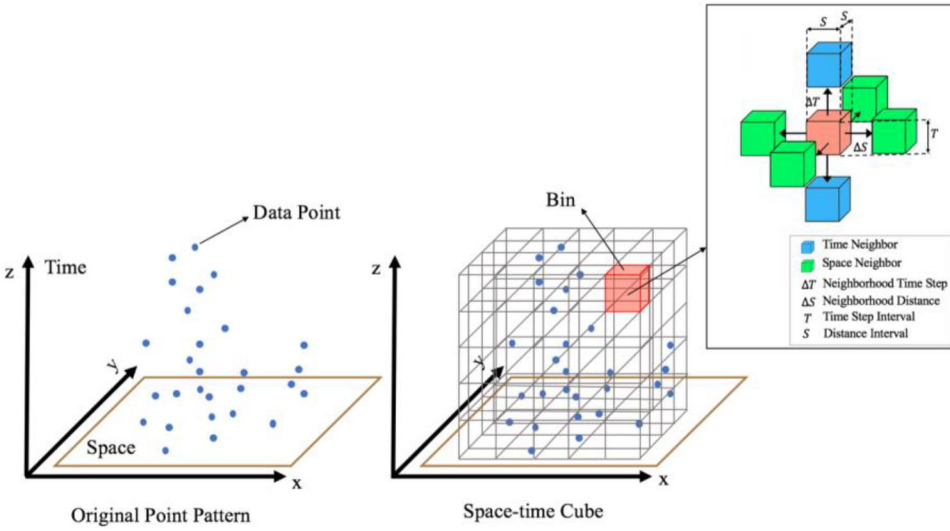 Data Point
z
Time
y
Space
x
Original Point Pattern
Bin
z
y
x
Space-time Cube
S
S
ΔT
ΔS
T
Time Neighbor
Space Neighbor
ΔT Neighborhood Time Step
ΔS Neighborhood Distance
T Time Step Interval
S Distance Interval